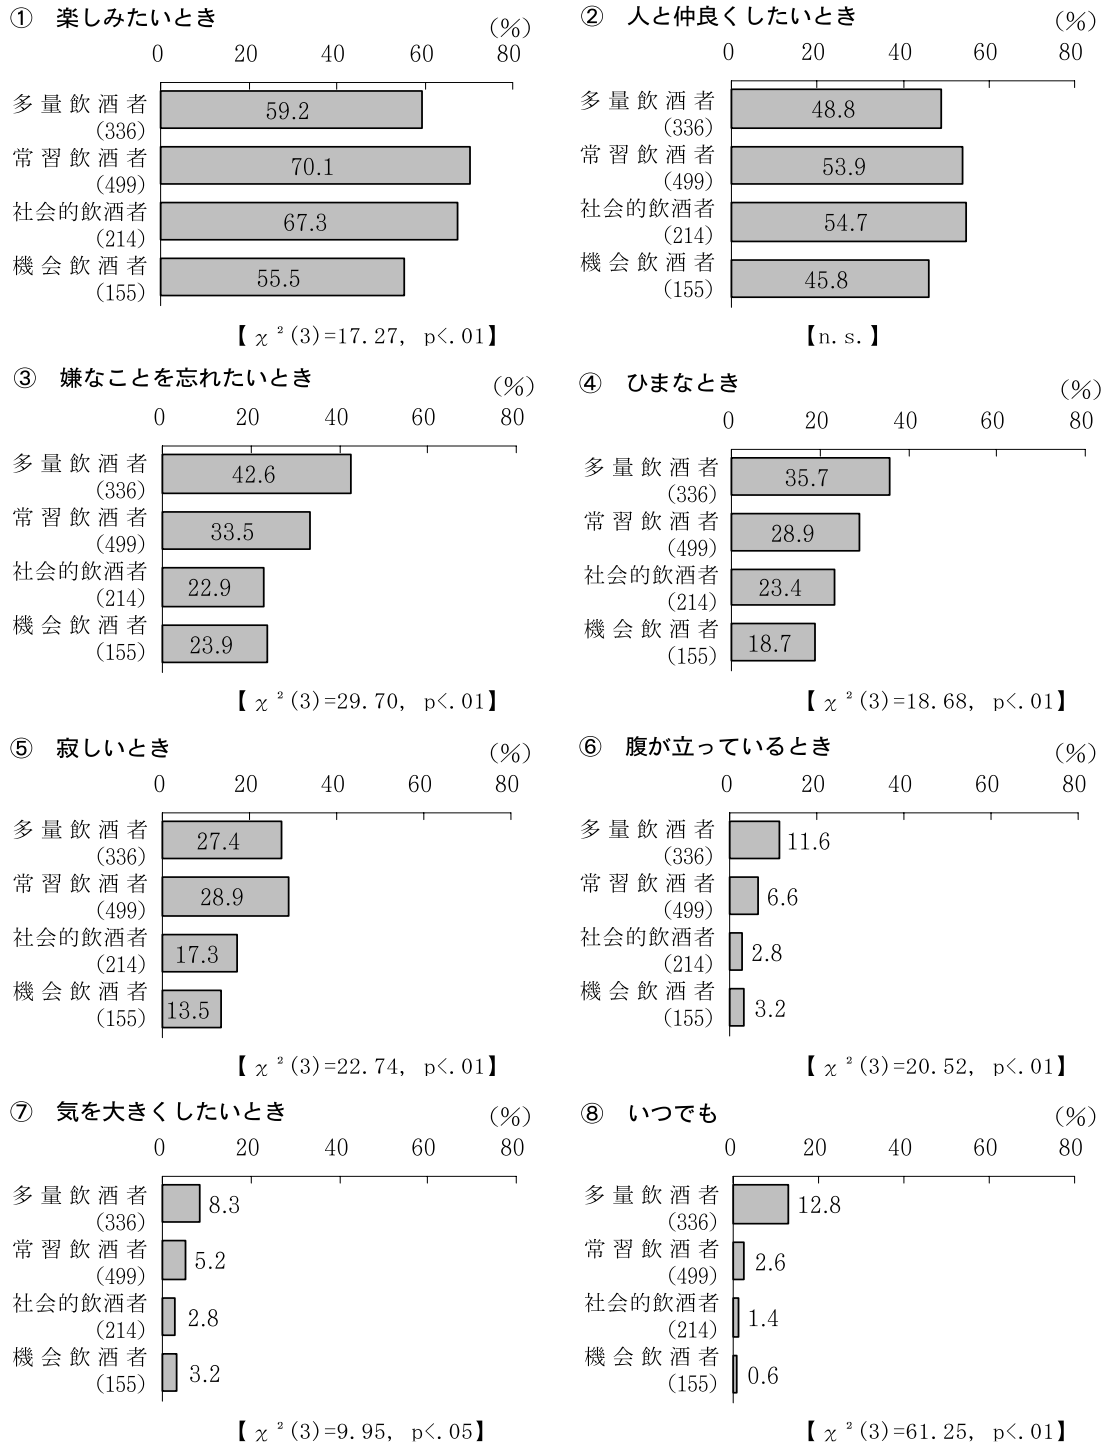 ① 楽しみたいとき
(%)
0 20 40 60 80
多量飲酒者
(336)
59.2
常習飲酒者
(499)
70.1
社会的飲酒者
(214)
67.3
機会飲酒者
(155)
55.5
【χ²(3)=17.27, p<.01】
② 人と仲良くしたいとき
(%)
0 20 40 60 80
多量飲酒者
(336)
48.8
常習飲酒者
(499)
53.9
社会的飲酒者
(214)
54.7
機会飲酒者
(155)
45.8
【n.s.】
③ 嫌なことを忘れたいとき
(%)
0 20 40 60 80
多量飲酒者
(336)
42.6
常習飲酒者
(499)
33.5
社会的飲酒者
(214)
22.9
機会飲酒者
(155)
23.9
【χ²(3)=29.70, p<.01】
④ ひまなとき
(%)
0 20 40 60 80
多量飲酒者
(336)
35.7
常習飲酒者
(499)
28.9
社会的飲酒者
(214)
23.4
機会飲酒者
(155)
18.7
【χ²(3)=18.68, p<.01】
⑤ 寂しいとき
(%)
0 20 40 60 80
多量飲酒者
(336)
27.4
常習飲酒者
(499)
28.9
社会的飲酒者
(214)
17.3
機会飲酒者
(155)
13.5
【χ²(3)=22.74, p<.01】
⑥ 腹が立っているとき
(%)
0 20 40 60 80
多量飲酒者
(336)
11.6
常習飲酒者
(499)
6.6
社会的飲酒者
(214)
2.8
機会飲酒者
(155)
3.2
【χ²(3)=20.52, p<.01】
⑦ 気を大きくしたいとき
(%)
0 20 40 60 80
多量飲酒者
(336)
8.3
常習飲酒者
(499)
5.2
社会的飲酒者
(214)
2.8
機会飲酒者
(155)
3.2
【χ²(3)=9.95, p<.05】
⑧ いつでも
(%)
0 20 40 60 80
多量飲酒者
(336)
12.8
常習飲酒者
(499)
2.6
社会的飲酒者
(214)
1.4
機会飲酒者
(155)
0.6
【χ²(3)=61.25, p<.01】